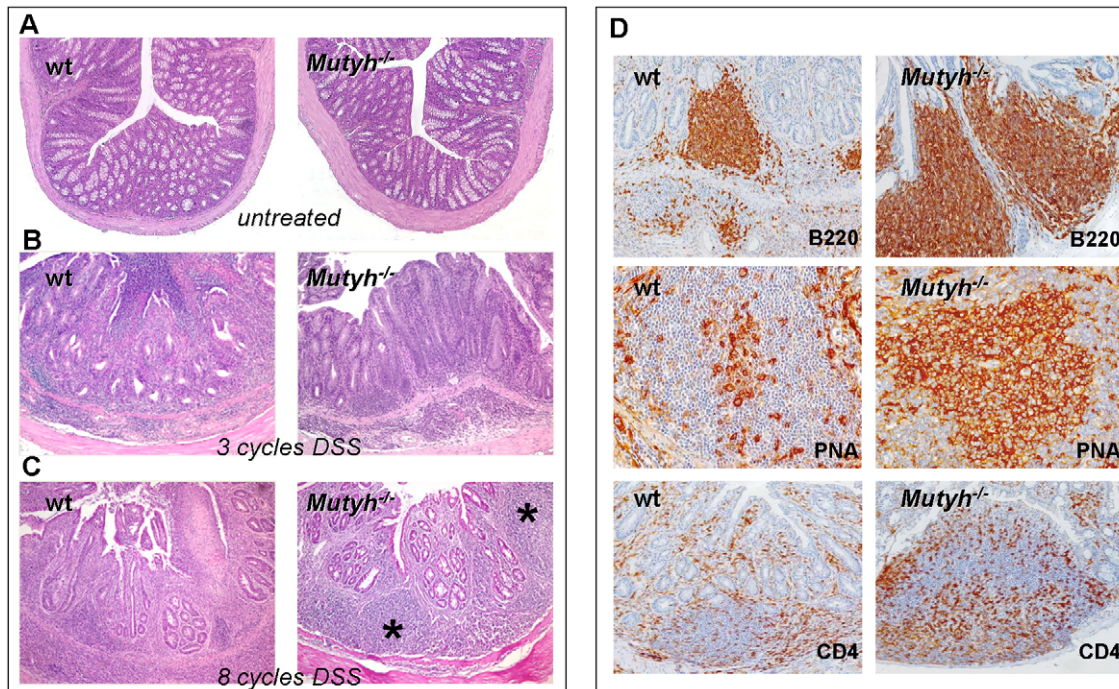 A
wt
Mutyh-/-
untreated
B
wt
Mutyh-/-
3 cycles DSS
C
wt
Mutyh-/-
*
*
8 cycles DSS
D
wt
Mutyh-/-
B220
B220
wt
Mutyh-/-
PNA
PNA
wt
Mutyh-/-
CD4
CD4